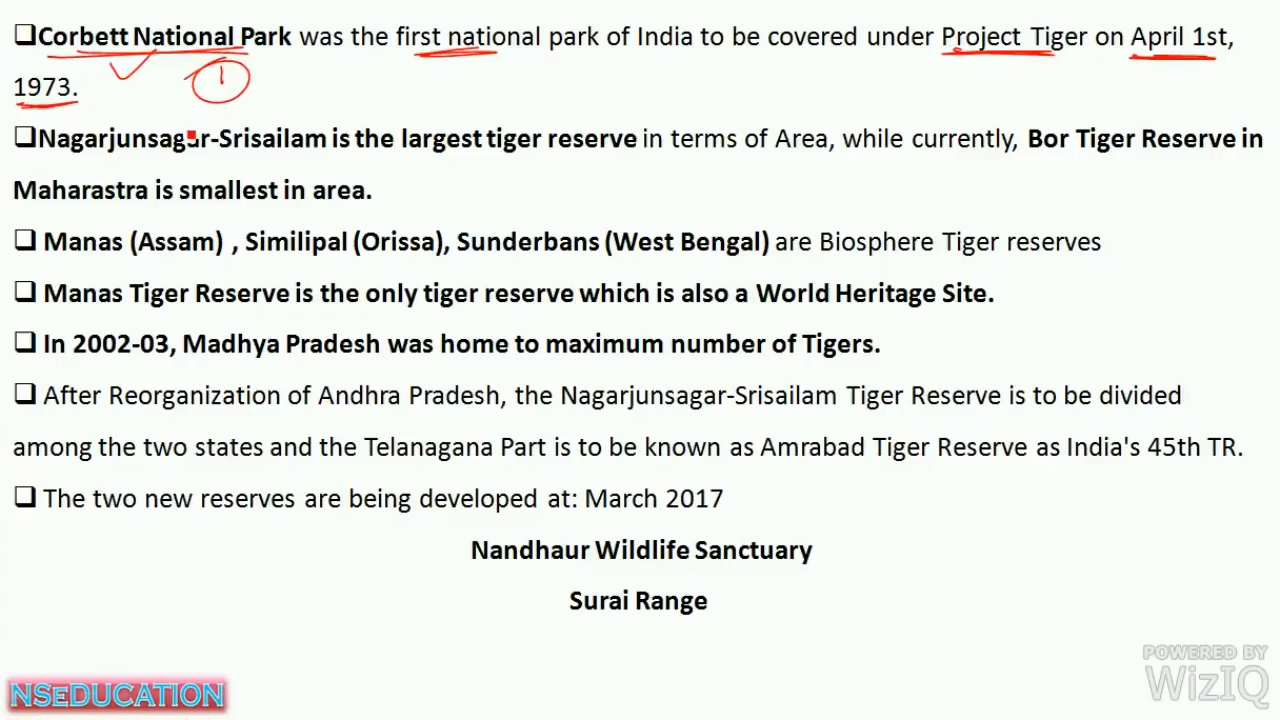 ❑Corbett National Park was the first national park of India to be covered under Project Tiger on April 1st,
1973.
1
❑Nagarjunsagar-Srisailam is the largest tiger reserve in terms of Area, while currently, Bor Tiger Reserve in
Maharastra is smallest in area.
❑ Manas (Assam) , Similipal (Orissa), Sunderbans (West Bengal) are Biosphere Tiger reserves
❑ Manas Tiger Reserve is the only tiger reserve which is also a World Heritage Site.
❑ In 2002-03, Madhya Pradesh was home to maximum number of Tigers.
❑ After Reorganization of Andhra Pradesh, the Nagarjunsagar-Srisailam Tiger Reserve is to be divided
among the two states and the Telanagana Part is to be known as Amrabad Tiger Reserve as India's 45th TR.
❑ The two new reserves are being developed at: March 2017
Nandhaur Wildlife Sanctuary
Surai Range
POWERED BY
WizIQ
NSEDUCATION